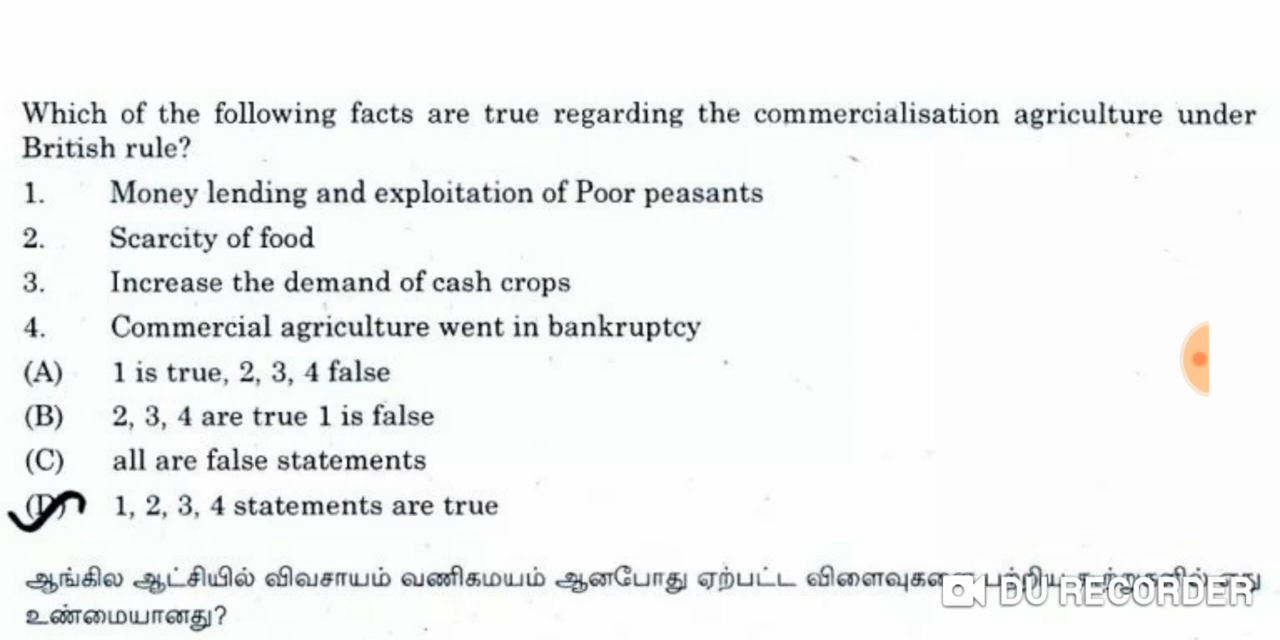 Which of the following facts are true regarding the commercialisation agriculture under
British rule?
1. Money lending and exploitation of Poor peasants
2. Scarcity of food
3. Increase the demand of cash crops
4. Commercial agriculture went in bankruptcy
(A) 1 is true, 2, 3, 4 false
(B) 2, 3, 4 are true 1 is false
(C) all are false statements
(D) 1, 2, 3, 4 statements are true
ஆங்கில ஆட்சியில் விவசாயம் வணிகமயம் ஆனபோது ஏற்பட்ட எது
உண்மையானது?
DU RECORDER